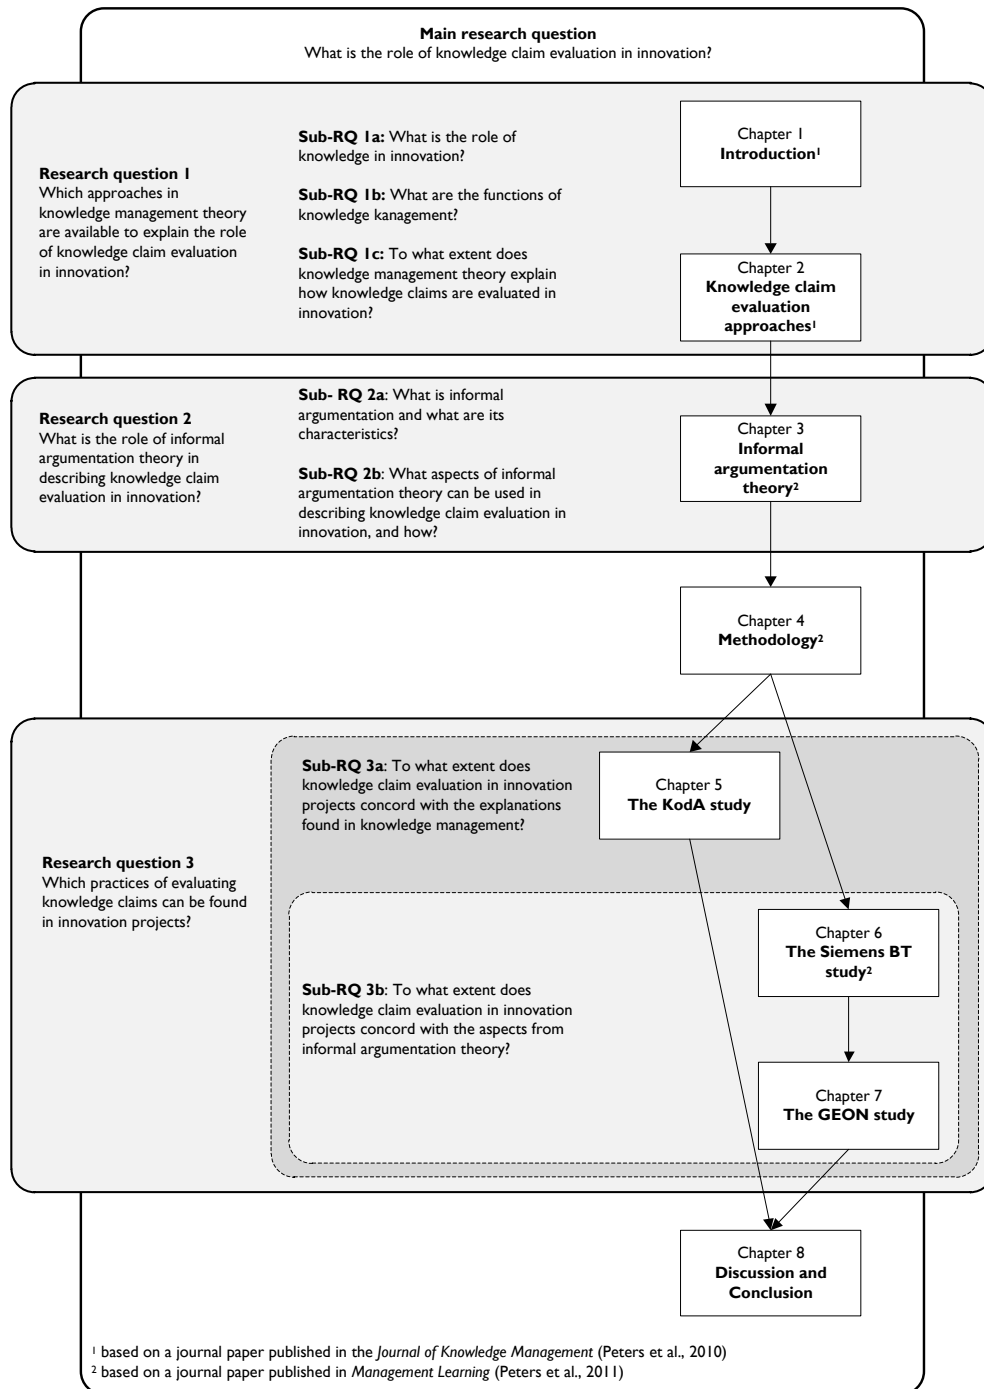 Main research question
What is the role of knowledge claim evaluation in innovation?
Research question 1
Which approaches in
knowledge management theory
are available to explain the
role of knowledge claim evaluation
in innovation?
Sub-RQ 1a: What is the role of
knowledge in innovation?
Sub-RQ 1b: What are the functions of
knowledge kanagement?
Sub-RQ 1c: To what extent does
knowledge management theory explain
how knowledge claims are evaluated in
innovation?
Chapter 1
Introduction¹
Chapter 2
Knowledge claim
evaluation
approaches¹
Research question 2
What is the role of informal
argumentation theory in
describing knowledge claim
evaluation in innovation?
Sub- RQ 2a: What is informal
argumentation and what are its
characteristics?
Sub-RQ 2b: What aspects of informal
argumentation theory can be used in
describing knowledge claim evaluation in
innovation, and how?
Chapter 3
Informal
argumentation
theory²
Chapter 4
Methodology²
Research question 3
Which practices of evaluating
knowledge claims can be found
in innovation projects?
Sub-RQ 3a: To what extent does
knowledge claim evaluation in innovation
projects concord with the explanations
found in knowledge management?
Chapter 5
The KodA study
Sub-RQ 3b: To what extent does
knowledge claim evaluation in innovation
projects concord with the aspects from
informal argumentation theory?
Chapter 6
The Siemens BT
study²
Chapter 7
The GEON study
Chapter 8
Discussion and
Conclusion
¹ based on a journal paper published in the Journal of Knowledge Management (Peters et al., 2010)
² based on a journal paper published in Management Learning (Peters et al., 2011)